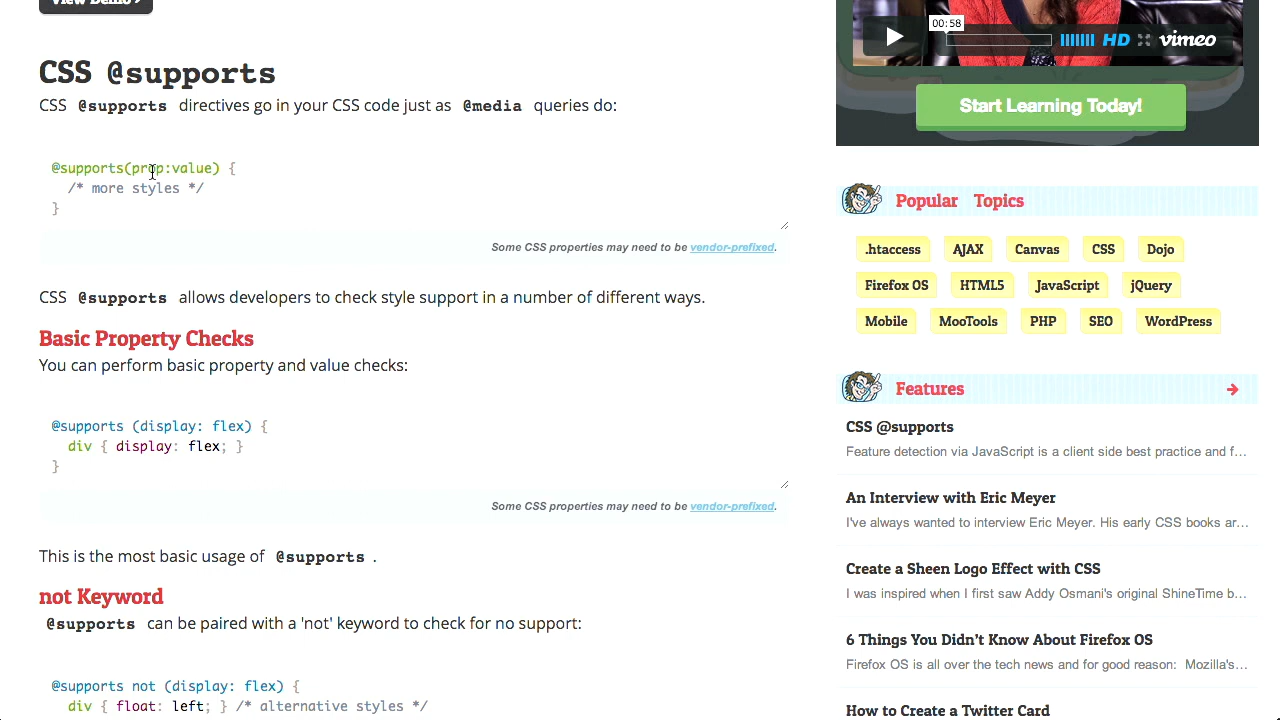 View Demo ›
CSS @supports
CSS @supports directives go in your CSS code just as @media queries do:
@supports(prop:value) {
/* more styles */
}
Some CSS properties may need to be vendor-prefixed.
CSS @supports allows developers to check style support in a number of different ways.
Basic Property Checks
You can perform basic property and value checks:
@supports (display: flex) {
div { display: flex; }
}
Some CSS properties may need to be vendor-prefixed.
This is the most basic usage of @supports .
not Keyword
@supports can be paired with a 'not' keyword to check for no support:
@supports not (display: flex) {
div { float: left; } /* alternative styles */
00:58
HD
vimeo
Start Learning Today!
Popular Topics
.htaccess AJAX Canvas CSS Dojo
Firefox OS HTML5 JavaScript jQuery
Mobile MooTools PHP SEO WordPress
Features
CSS @supports
Feature detection via JavaScript is a client side best practice and f...
An Interview with Eric Meyer
I've always wanted to interview Eric Meyer. His early CSS books ar...
Create a Sheen Logo Effect with CSS
I was inspired when I first saw Addy Osmani's original ShineTime b...
6 Things You Didn't Know About Firefox OS
Firefox OS is all over the tech news and for good reason: Mozilla's...
How to Create a Twitter Card